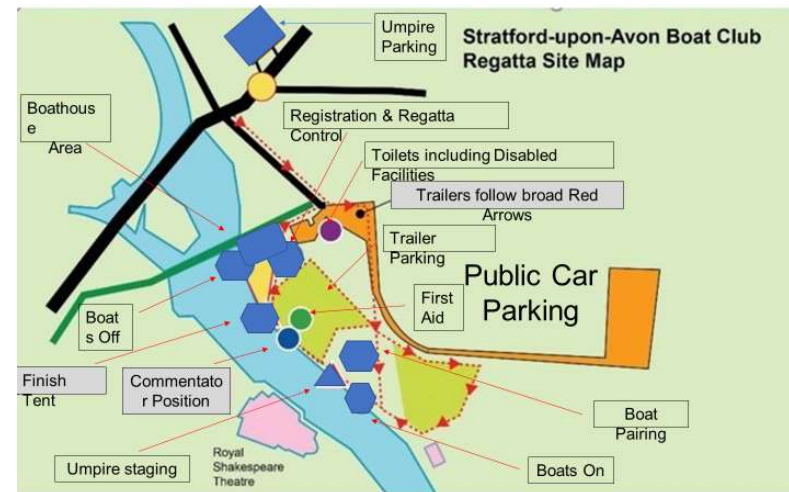 Umpire
Parking
Stratford-upon-Avon Boat Club
Regatta Site Map
Boathous
e
Area
Registration & Regatta
Control
Toilets including Disabled
Facilities
Trailers follow broad Red
Arrows
Trailer
Parking
Public Car
Parking
First
Aid
Boat
s Off
Finish
Tent
Commentato
r Position
Boat
Pairing
Umpire staging
Royal
Shakespeare
Theatre
Boats On